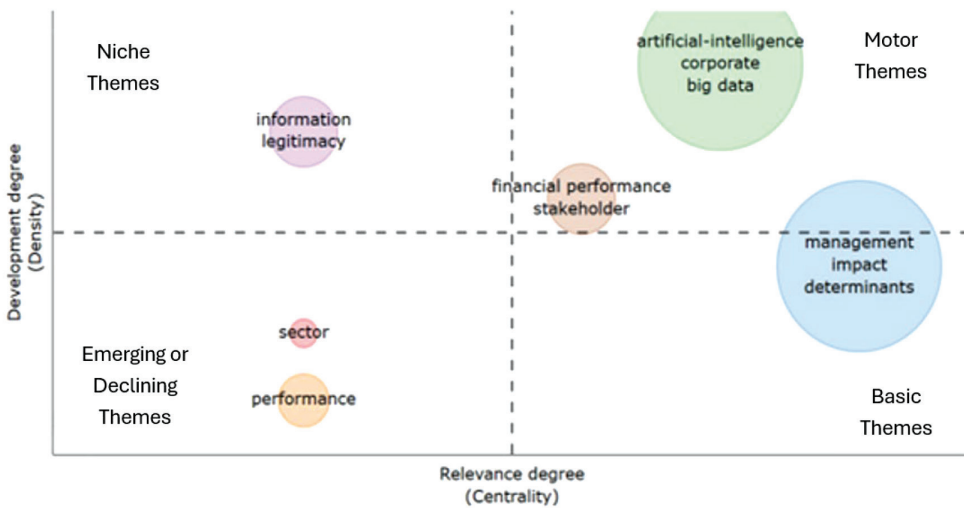 Niche
Themes
artificial-intelligence
corporate
big data
Motor
Themes
information
legitimacy
financial performance
stakeholder
management
impact
determinants
sector
performance
Emerging or
Declining
Themes
Basic
Themes
Development degree
(Density)
Relevance degree
(Centrality)